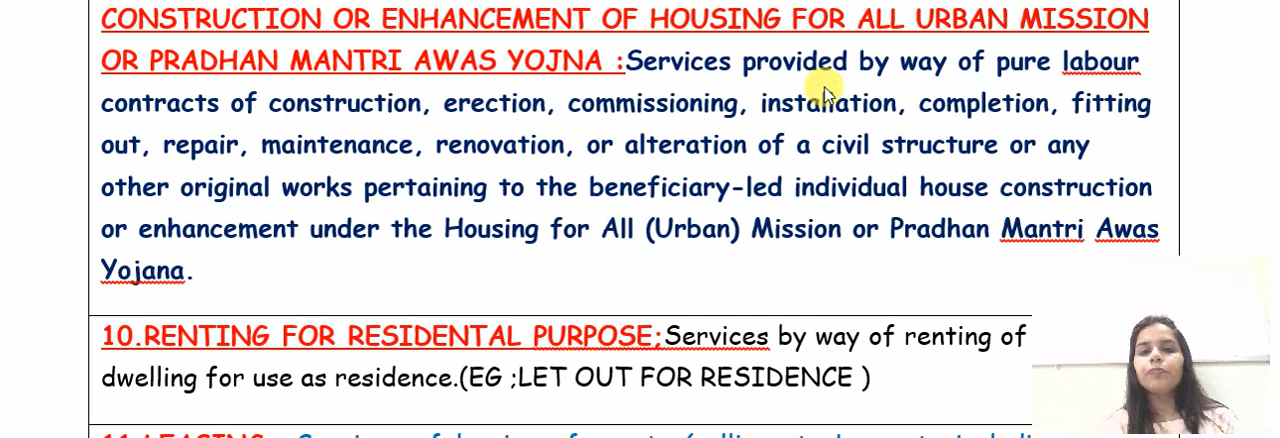 CONSTRUCTION OR ENHANCEMENT OF HOUSING FOR ALL URBAN MISSION
OR PRADHAN MANTRI AWAS YOJNA :Services provided by way of pure labour
contracts of construction, erection, commissioning, installation, completion, fitting
out, repair, maintenance, renovation, or alteration of a civil structure or any
other original works pertaining to the beneficiary-led individual house construction
or enhancement under the Housing for All (Urban) Mission or Pradhan Mantri Awas
Yojana.
10.RENTING FOR RESIDENTAL PURPOSE;Services by way of renting of
dwelling for use as residence.(EG ;LET OUT FOR RESIDENCE )
11.LEASING